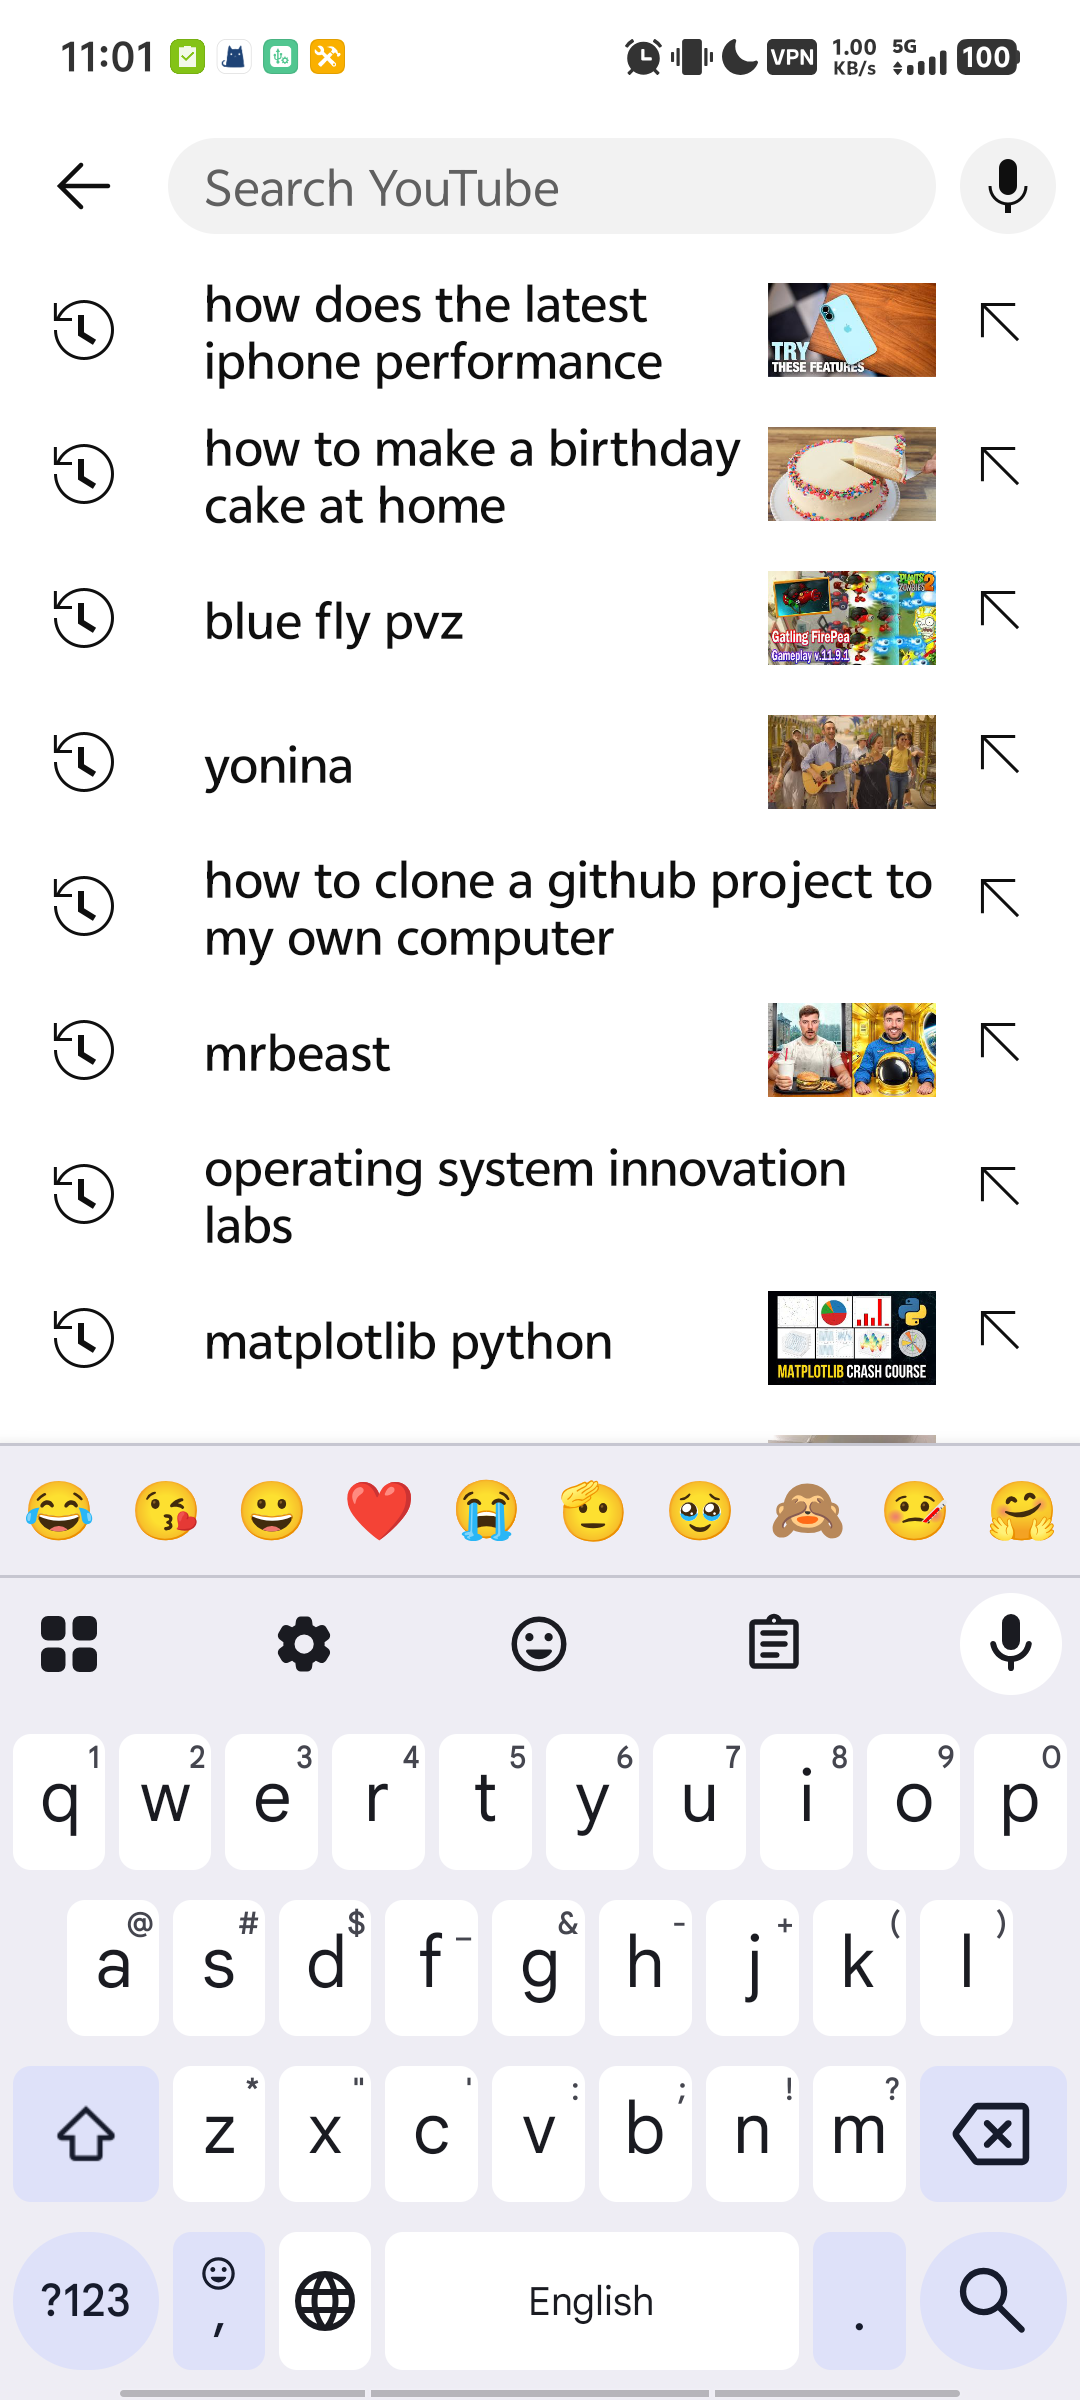 11:01
VPN
1.00
KB/s
5G
100
Search YouTube
how does the latest
iphone performance
TRY
THESE FEATURES
how to make a birthday
cake at home
blue fly pvz
PLANTS
ZOMBIES 2
Gatling FirePea
Gameplay v.11.9.1
yonina
how to clone a github project to
my own computer
mrbeast
operating system innovation
labs
matplotlib python
MATPLOTLIB CRASH COURSE
1 2 3 4 5 6 7 8 9 0
q w e r t y u i o p
@ # $ _ & - + ( )
a s d f g h j k l
* " ' : ; ! ?
z x c v b n m
?123 , English .